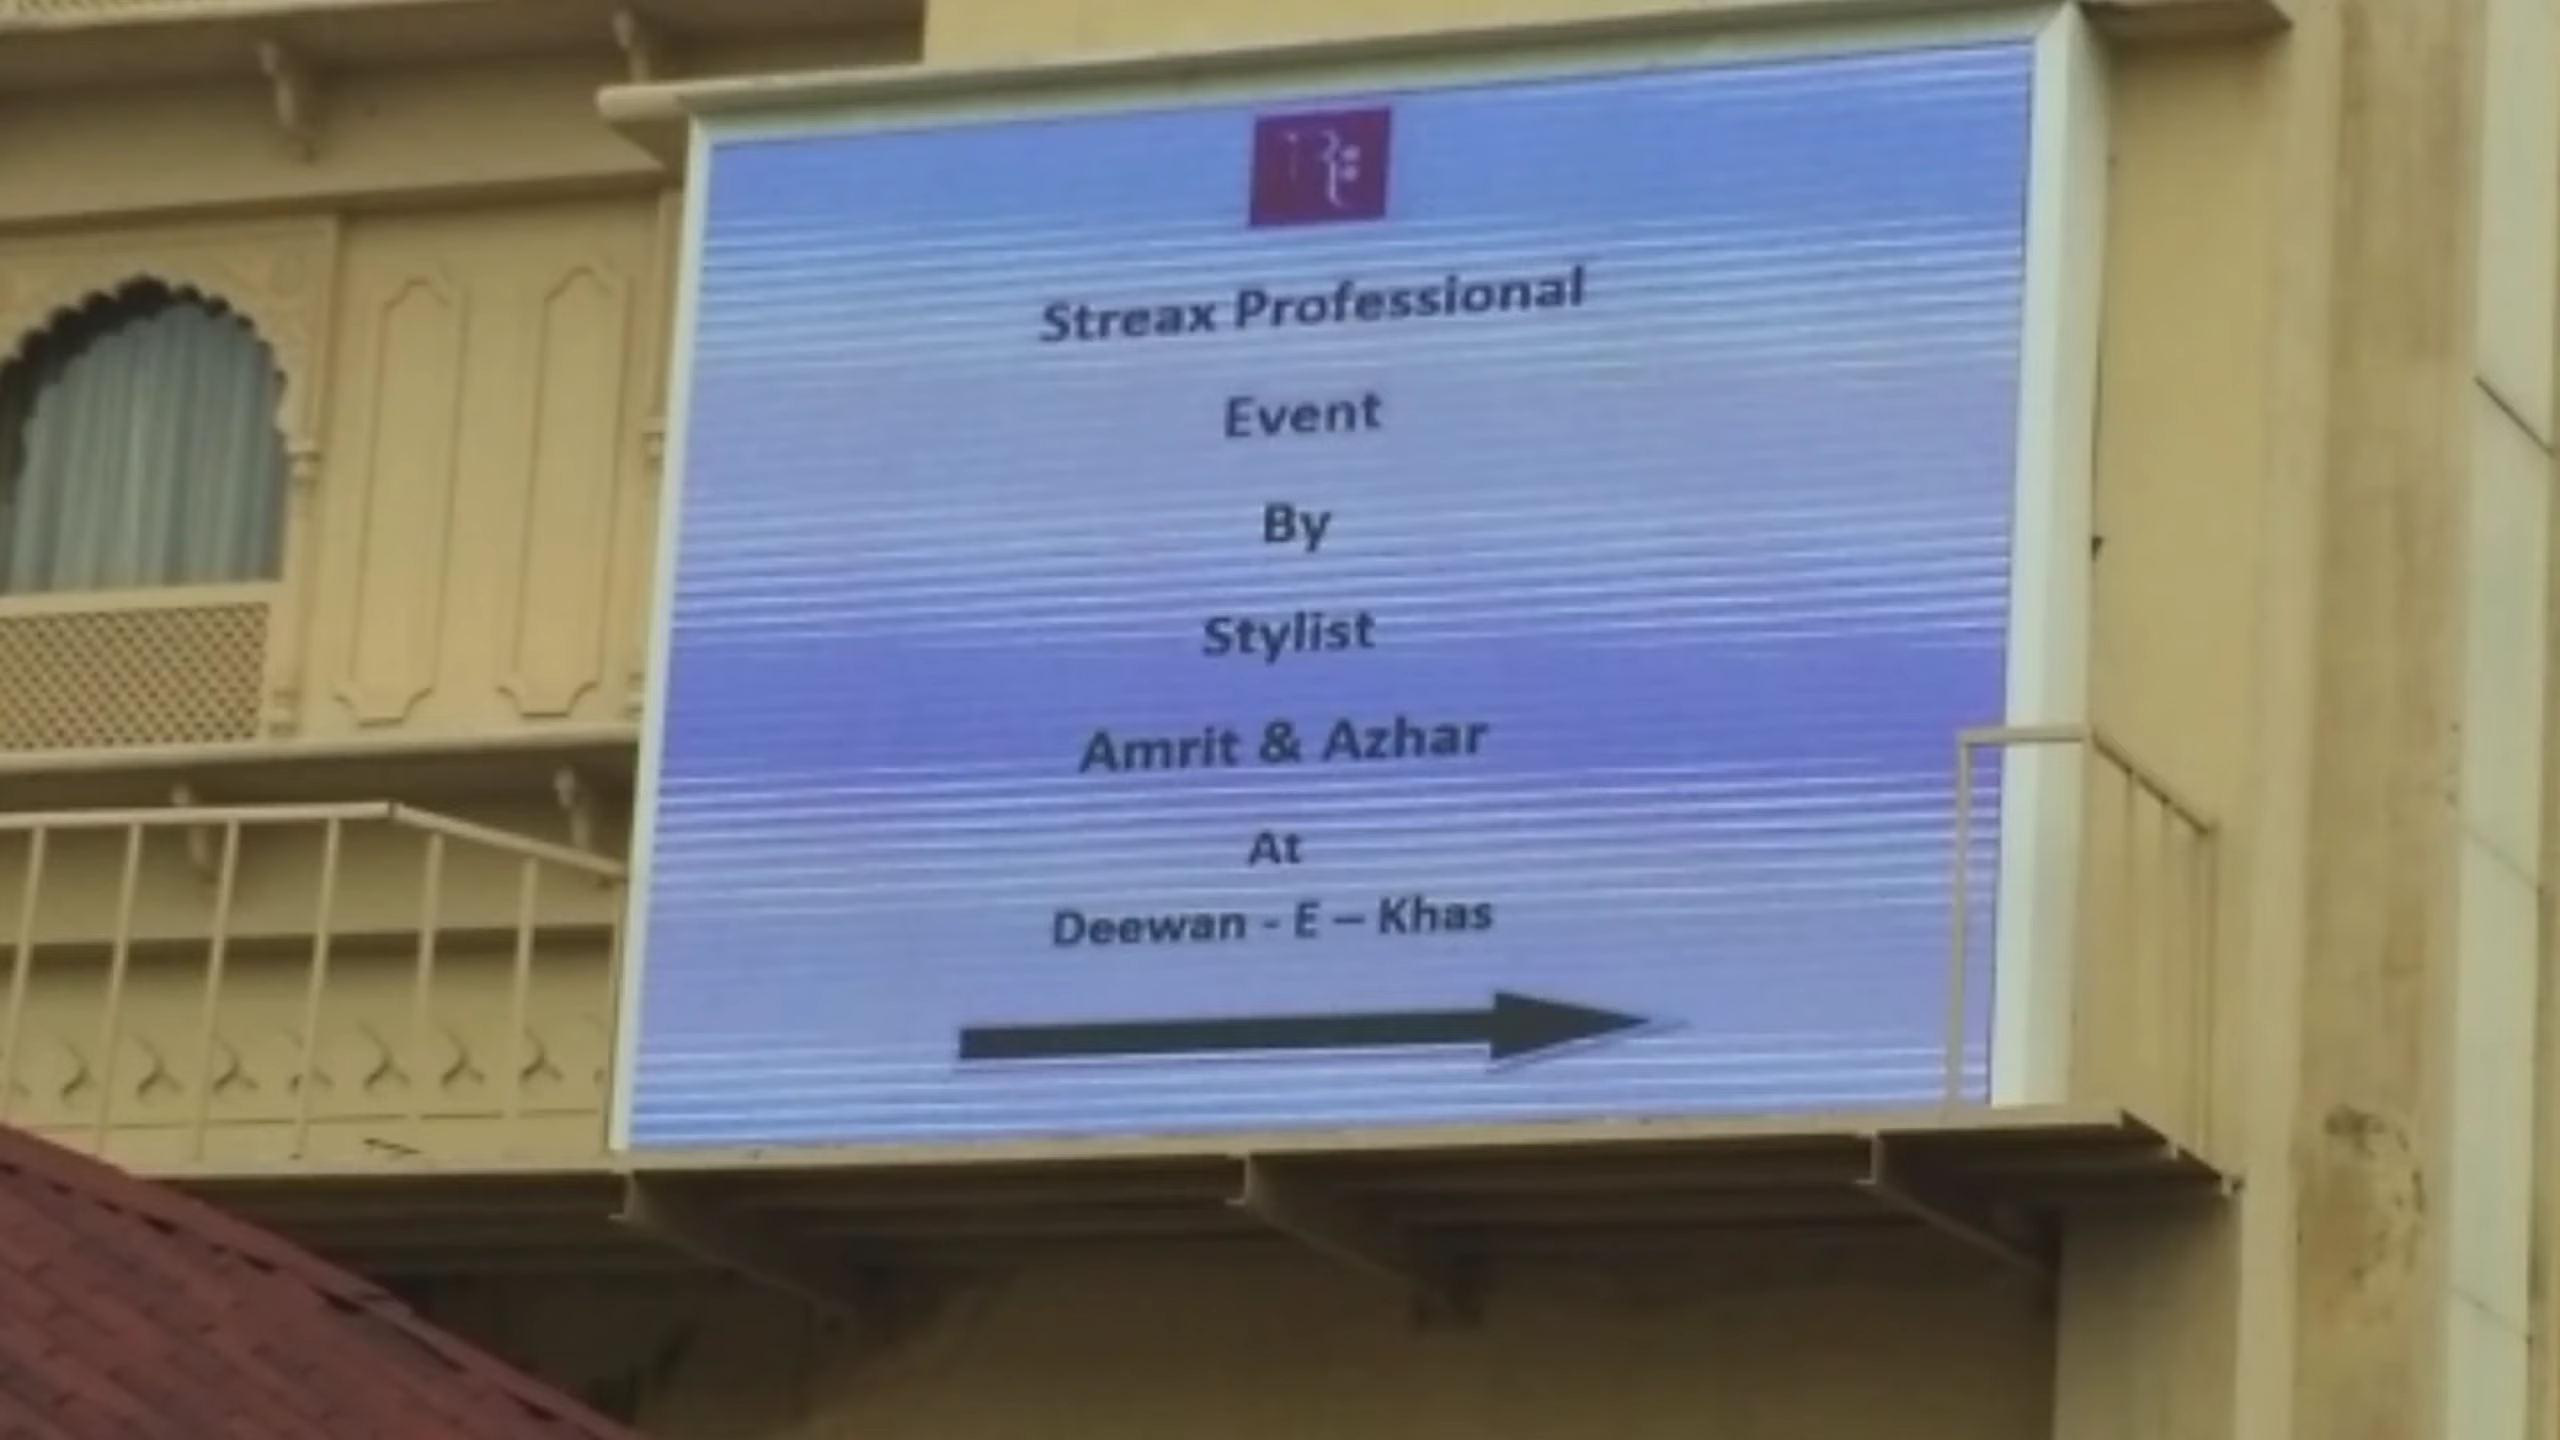 Streax Professional
Event
By
Stylist
Amrit & Azhar
At
Deewan - E – Khas